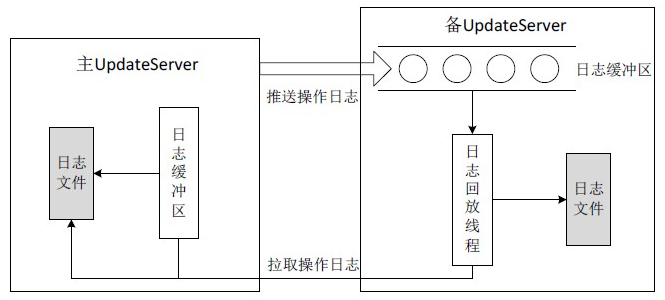 备UpdateServer
主UpdateServer
日志缓冲区
推送操作日志
日志缓冲区
日志文件
日志回放线程
日志文件
拉取操作日志